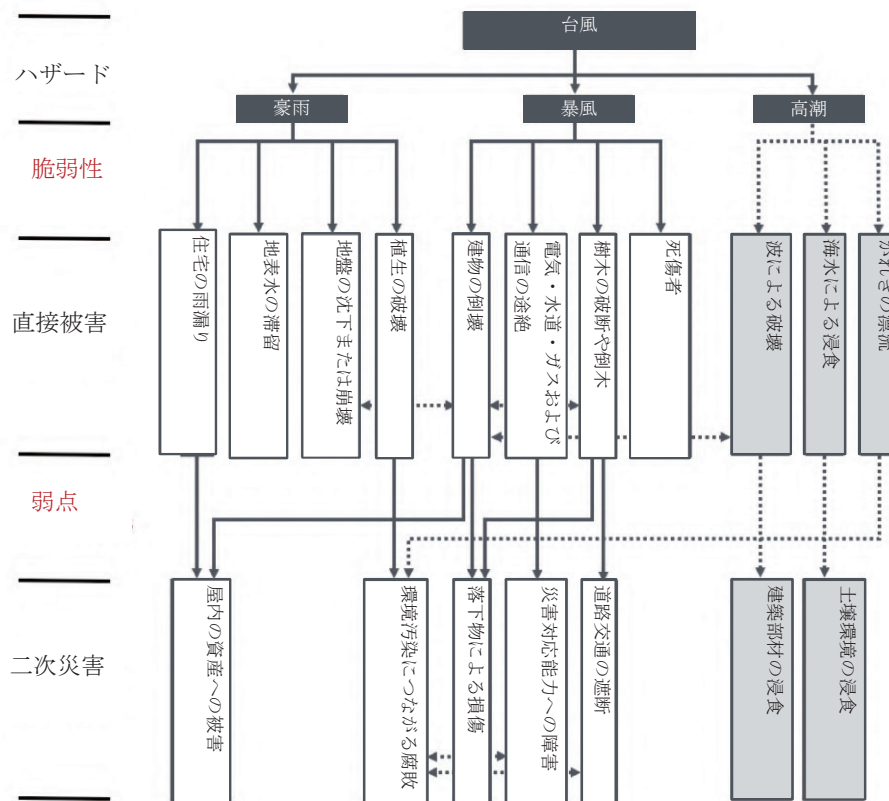 台風
ハザード
豪雨
暴風
高潮
脆弱性
直接被害
住宅の雨漏り
地表水の滞留
地盤の沈下または崩壊
植生の破壊
建物の倒壊
電気・水道・ガスおよび
通信の途絶
樹木の破断や倒木
死傷者
波による破壊
海水による浸食
がれきの漂流
弱点
二次災害
屋内の資産への被害
環境汚染につながる腐敗
落下物による損傷
災害対応能力への障害
道路交通の遮断
建築部材の浸食
土壌環境の浸食